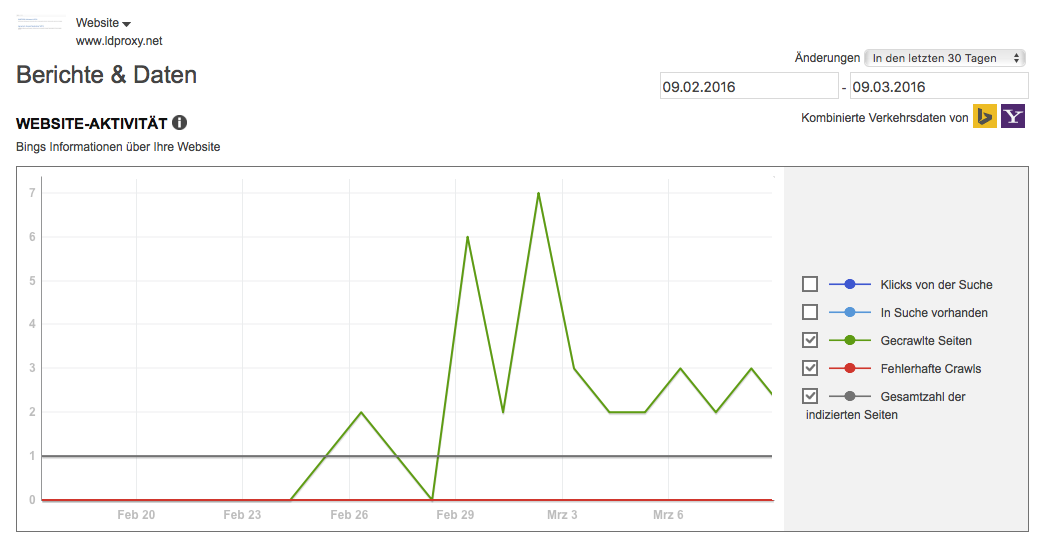 Website
www.ldproxy.net
Berichte & Daten
Änderungen In den letzten 30 Tagen
09.02.2016 - 09.03.2016
WEBSITE-AKTIVITÄT i
Kombinierte Verkehrsdaten von b Y
Bings Informationen über Ihre Website
7
6
5
4
3
2
1
0
Feb 20 Feb 23 Feb 26 Feb 29 Mrz 3 Mrz 6
Klicks von der Suche
In Suche vorhanden
Gecrawlte Seiten
Fehlerhafte Crawls
Gesamtzahl der
indizierten Seiten